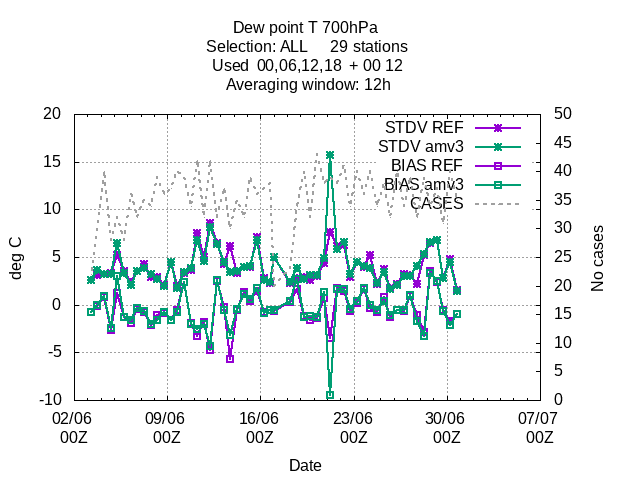 Dew point T 700hPa
Selection: ALL     29 stations
Used  00,06,12,18  + 00 12
Averaging window: 12h
20
15
10
5
0
-5
-10
deg C
50
45
40
35
30
25
20
15
10
5
0
No cases
STDV REF
STDV amv3
BIAS REF
BIAS amv3
CASES
02/06 00Z
09/06 00Z
16/06 00Z
23/06 00Z
30/06 00Z
07/07 00Z
Date